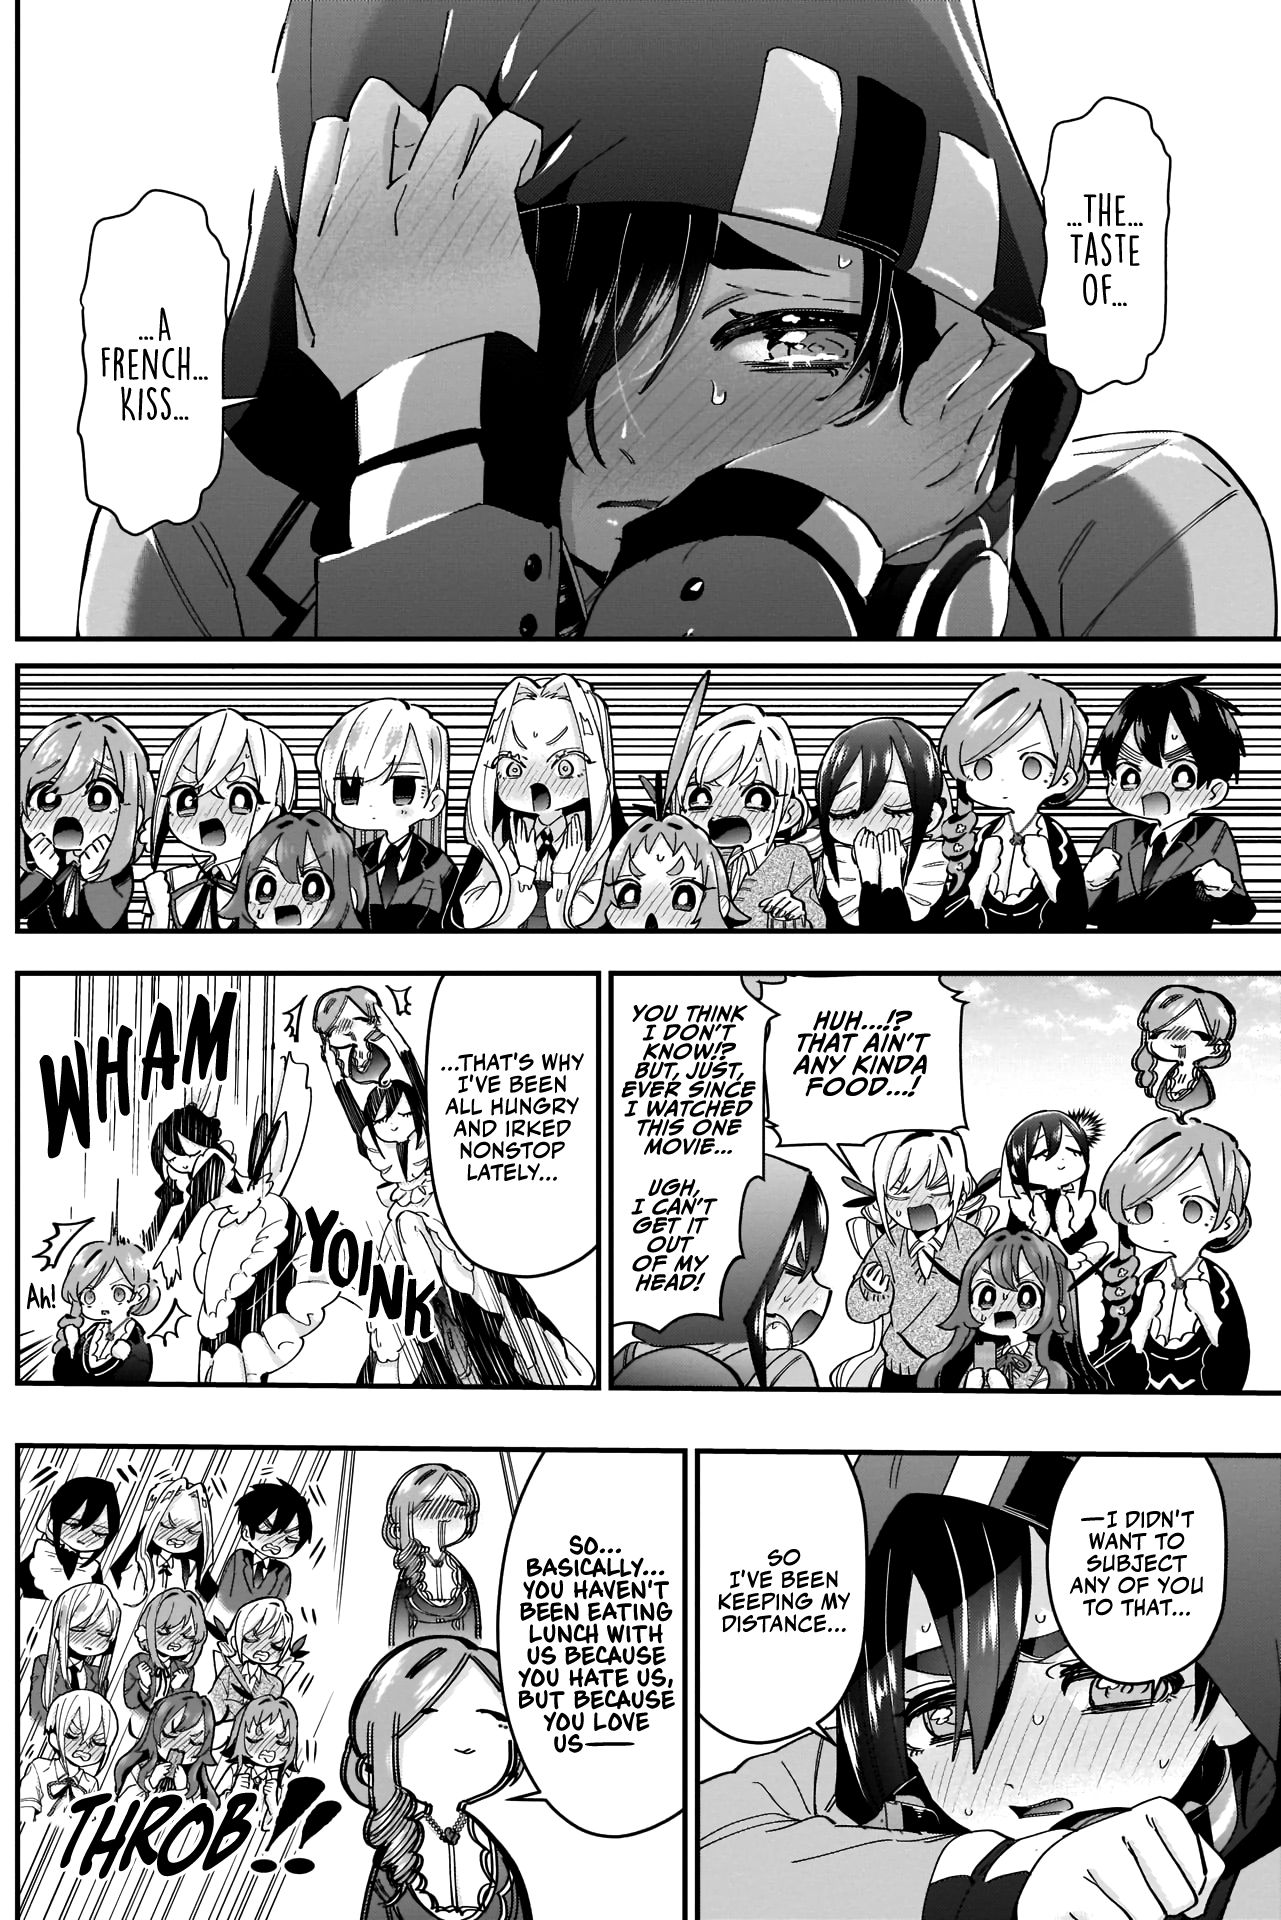 ...THE...
TASTE
OF...
...A
FRENCH...
KISS...
HUH...!?
THAT AIN'T
ANY KINDA
FOOD...!
YOU THINK
I DON'T
KNOW!?
BUT, JUST,
EVER SINCE
I WATCHED
THIS ONE
MOVIE...
UGH,
I CAN'T
GET IT
OUT
OF MY
HEAD!
...THAT'S WHY
I'VE BEEN
ALL HUNGRY
AND IRKED
NONSTOP
LATELY...
YOINK
WHAM
Ah!
—I DIDN'T
WANT TO
SUBJECT
ANY OF YOU
TO THAT...
SO
I'VE BEEN
KEEPING MY
DISTANCE...
SO...
BASICALLY...
YOU HAVEN'T
BEEN EATING
LUNCH WITH
US BECAUSE
YOU HATE US,
BUT BECAUSE
YOU LOVE
US——
THROB!!